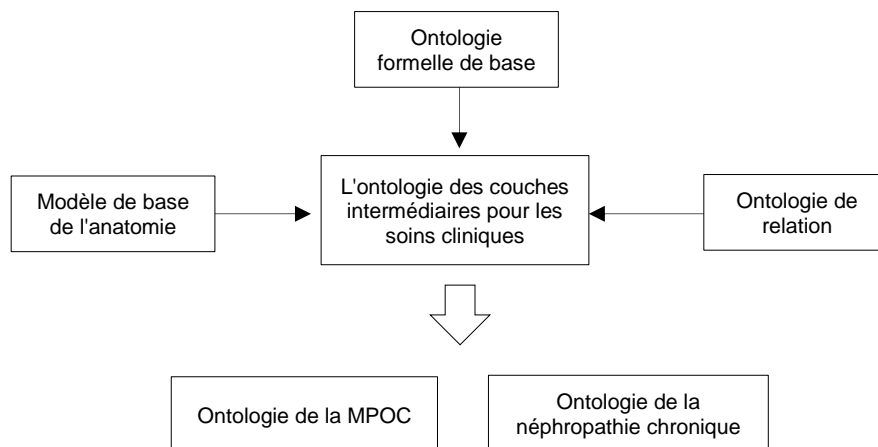 Ontologie
formelle de base
Modèle de base
de l'anatomie
L'ontologie des couches
intermédiaires pour les
soins cliniques
Ontologie de
relation
Ontologie de la MPOC
Ontologie de la
néphropathie chronique